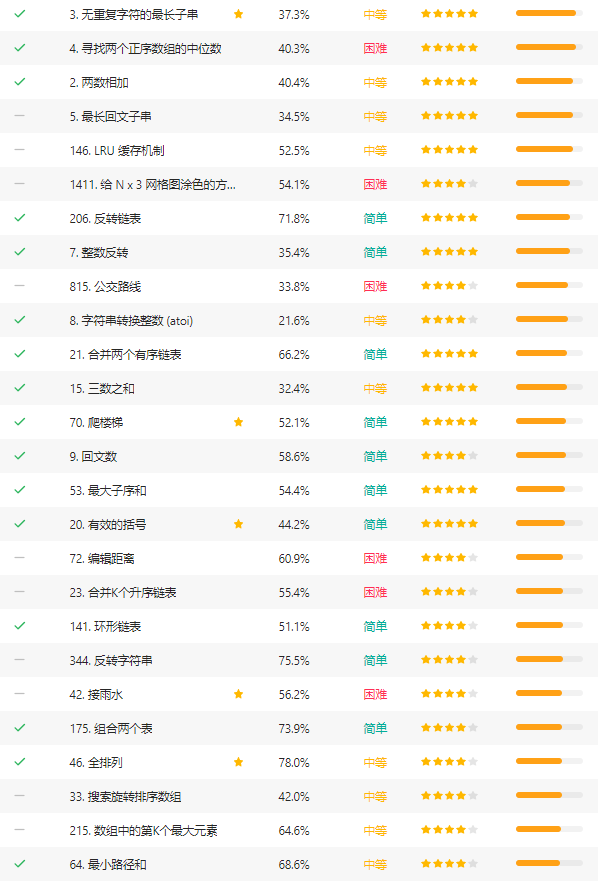 3. 无重复字符的最长子串 37.3% 中等
4. 寻找两个正序数组的中位数 40.3% 困难
2. 两数相加 40.4% 中等
5. 最长回文子串 34.5% 中等
146. LRU 缓存机制 52.5% 中等
1411. 给 N x 3 网格图涂色的方... 54.1% 困难
206. 反转链表 71.8% 简单
7. 整数反转 35.4% 简单
815. 公交路线 33.8% 困难
8. 字符串转换整数 (atoi) 21.6% 中等
21. 合并两个有序链表 66.2% 简单
15. 三数之和 32.4% 中等
70. 爬楼梯 52.1% 简单
9. 回文数 58.6% 简单
53. 最大子序和 54.4% 简单
20. 有效的括号 44.2% 简单
72. 编辑距离 60.9% 困难
23. 合并K个升序链表 55.4% 困难
141. 环形链表 51.1% 简单
344. 反转字符串 75.5% 简单
42. 接雨水 56.2% 困难
175. 组合两个表 73.9% 简单
46. 全排列 78.0% 中等
33. 搜索旋转排序数组 42.0% 中等
215. 数组中的第K个最大元素 64.6% 中等
64. 最小路径和 68.6% 中等